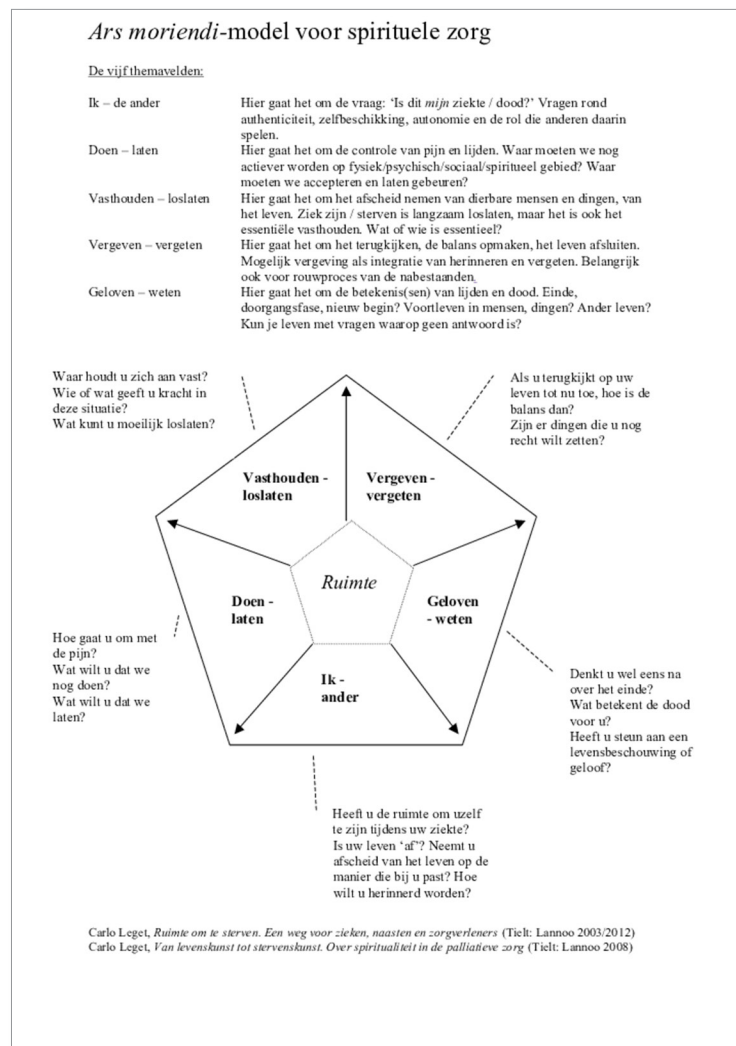 Ars moriendi-model voor spirituele zorg
De vijf themavelden:
Ik – de ander
Hier gaat het om de vraag: ‘Is dit mijn ziekte / dood?’ Vragen rond
authenticiteit, zelfbeschikking, autonomie en de rol die anderen daarin
spelen.
Doen – laten
Hier gaat het om de controle van pijn en lijden. Waar moeten we nog
actiever worden op fysiek/psychisch/sociaal/spiritueel gebied? Waar
moeten we accepteren en laten gebeuren?
Vasthouden – loslaten
Hier gaat het om het afscheid nemen van dierbare mensen en dingen, van
het leven. Ziek zijn / sterven is langzaam loslaten, maar het is ook het
essentiële vasthouden. Wat of wie is essentieel?
Vergeven – vergeten
Hier gaat het om het terugkijken, de balans opmaken, het leven afsluiten.
Mogelijk vergeving als integratie van herinneren en vergeten. Belangrijk
ook voor rouwproces van de nabestaanden.
Geloven – weten
Hier gaat het om de betekenis(sen) van lijden en dood. Einde,
doorgangsfase, nieuw begin? Voortleven in mensen, dingen? Ander leven?
Kun je leven met vragen waarop geen antwoord is?
Waar houdt u zich aan vast?
Wie of wat geeft u kracht in
deze situatie?
Wat kunt u moeilijk loslaten?
Als u terugkijkt op uw
leven tot nu toe, hoe is de
balans dan?
Zijn er dingen die u nog
recht wilt zetten?
Vasthouden -
loslaten
Vergeven -
vergeten
Ruimte
Doen -
laten
Geloven
- weten
Ik -
ander
Hoe gaat u om met
de pijn?
Wat wilt u dat we
nog doen?
Wat wilt u dat we
laten?
Denkt u wel eens na
over het einde?
Wat betekent de dood
voor u?
Heeft u steun aan een
levensbeschouwing of
geloof?
Heeft u de ruimte om uzelf
te zijn tijdens uw ziekte?
Is uw leven ‘af’? Neemt u
afscheid van het leven op de
manier die bij u past? Hoe
wilt u herinnerd worden?
Carlo Leget, Ruimte om te sterven. Een weg voor zieken, naasten en zorgverleners (Tielt: Lannoo 2003/2012)
Carlo Leget, Van levenskunst tot stervenskunst. Over spiritualiteit in de palliatieve zorg (Tielt: Lannoo 2008)